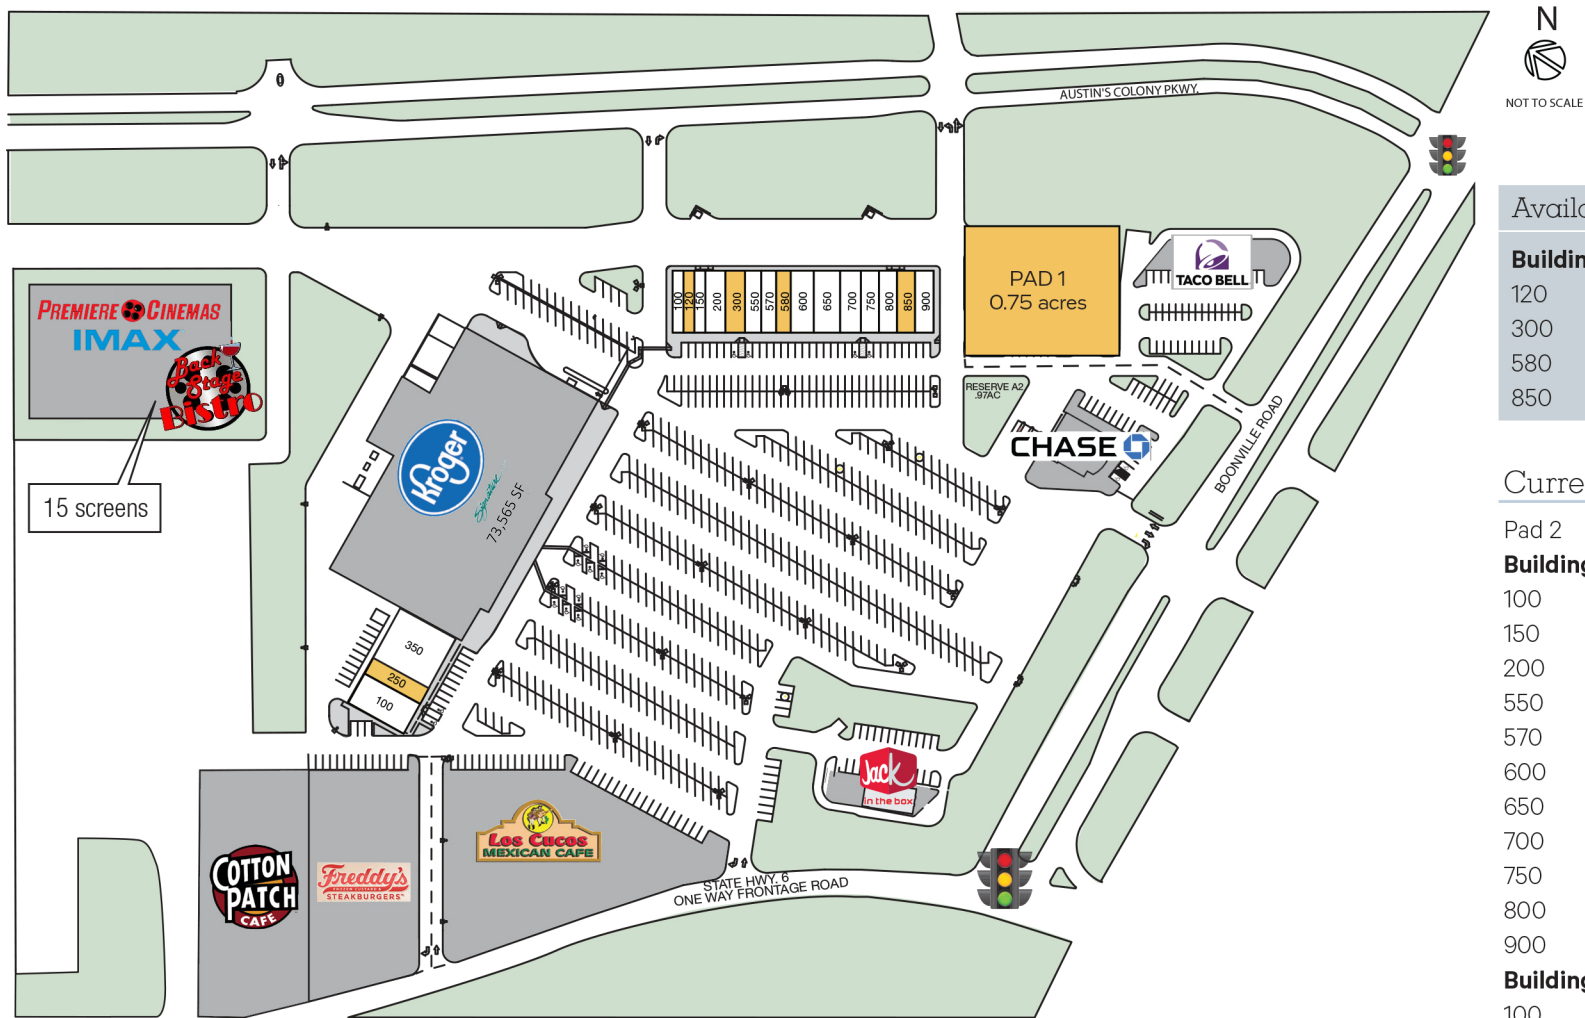 N
NOT TO SCALE
AUSTIN'S COLONY PKWY.
PREMIERE CINEMAS
IMAX
Back
Stage
Bistro
15 screens
100
120
150
200
300
550
570
580
600
650
700
750
800
850
900
PAD 1
0.75 acres
TACO BELL
RESERVE A2
.97AC
CHASE
BOONVILLE ROAD
Kroger
Signature
73,565 SF
350
250
100
Jack
in the box
COTTON
PATCH
CAFE
Freddy's
FROZEN CUSTARD &
STEAKBURGERS
Los Cucos
MEXICAN CAFE
STATE HWY. 6
ONE WAY FRONTAGE ROAD
Availa
Buildin
120
300
580
850
Curre
Pad 2
Building
100
150
200
550
570
600
650
700
750
800
900
Building
100